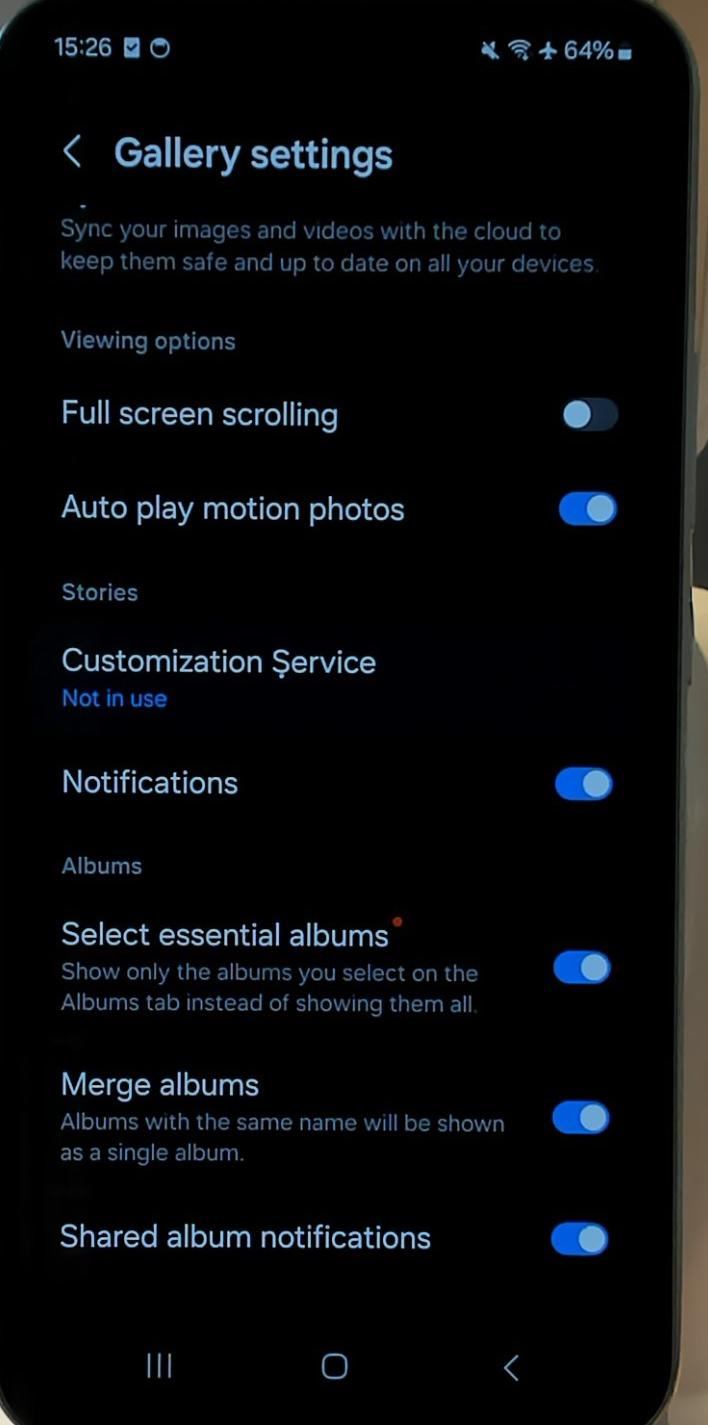 15:26
64%
Gallery settings
Sync your images and videos with the cloud to
keep them safe and up to date on all your devices.
Viewing options
Full screen scrolling
Auto play motion photos
Stories
Customization Service
Not in use
Notifications
Albums
Select essential albums
Show only the albums you select on the
Albums tab instead of showing them all.
Merge albums
Albums with the same name will be shown
as a single album.
Shared album notifications